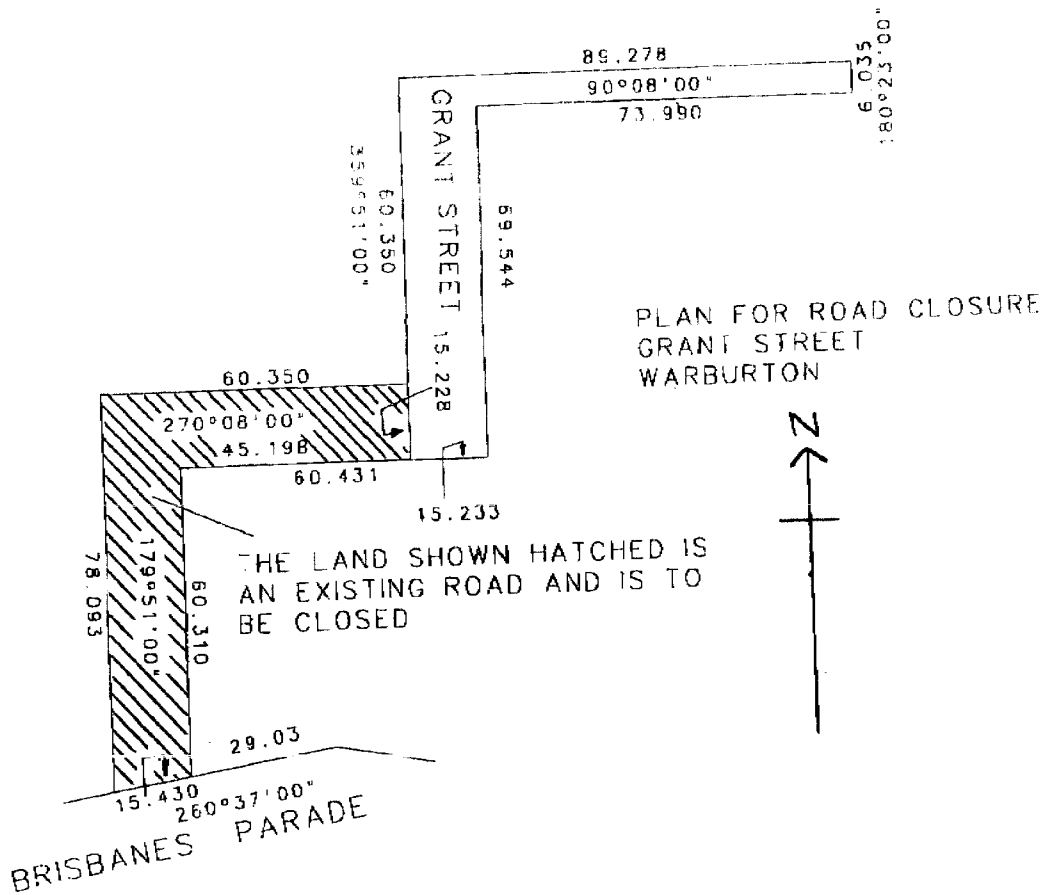 89.278
90°08'00"
73.990
6.035
180°23'00"
GRANT STREET
60.350
359°51'00"
69.544
PLAN FOR ROAD CLOSURE
GRANT STREET
WARBURTON
N
60.350
270°08'00"
45.198
60.431
15.228
15.233
THE LAND SHOWN HATCHED IS
AN EXISTING ROAD AND IS TO
BE CLOSED
78.093
179°51'00"
60.310
29.03
15.430
260°37'00"
BRISBANES PARADE